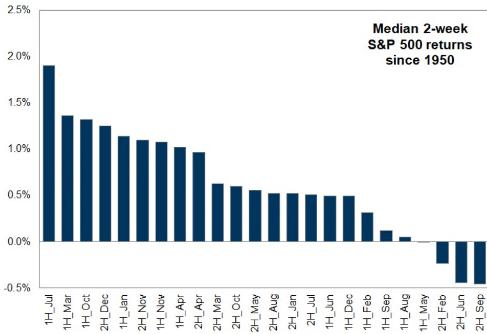 2.5%
Median 2-week
S&P 500 returns
since 1950
2.0%
1.5%
1.0%
0.5%
0.0%
-0.5%
1H_Jul
1H_Mar
1H_Oct
2H_Dec
1H_Jan
2H_Nov
1H_Nov
1H_Apr
2H_Apr
2H_Mar
2H_Oct
2H_May
2H_Aug
2H_Jan
2H_Jul
1H_Jun
1H_Dec
1H_Feb
1H_Sep
1H_Aug
1H_May
2H_Feb
2H_Jun
2H_Sep